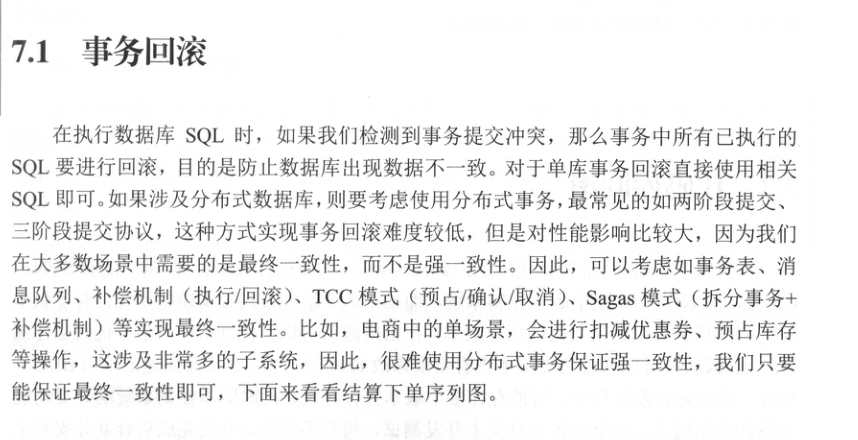 7.1 事务回滚
在执行数据库 SQL 时，如果我们检测到事务提交冲突，那么事务中所有已执行的
SQL 要进行回滚，目的是防止数据库出现数据不一致。对于单库事务回滚直接使用相关
SQL 即可。如果涉及分布式数据库，则要考虑使用分布式事务，最常见的如两阶段提交、
三阶段提交协议，这种方式实现事务回滚难度较低，但是对性能影响比较大，因为我们
在大多数场景中需要的是最终一致性，而不是强一致性。因此，可以考虑如事务表、消
息队列、补偿机制（执行/回滚）、TCC 模式（预占/确认/取消）、Sagas 模式（拆分事务+
补偿机制）等实现最终一致性。比如，电商中的单场景，会进行扣减优惠券、预占库存
等操作，这涉及非常多的子系统，因此，很难使用分布式事务保证强一致性，我们只要
能保证最终一致性即可，下面来看看结算下单序列图。